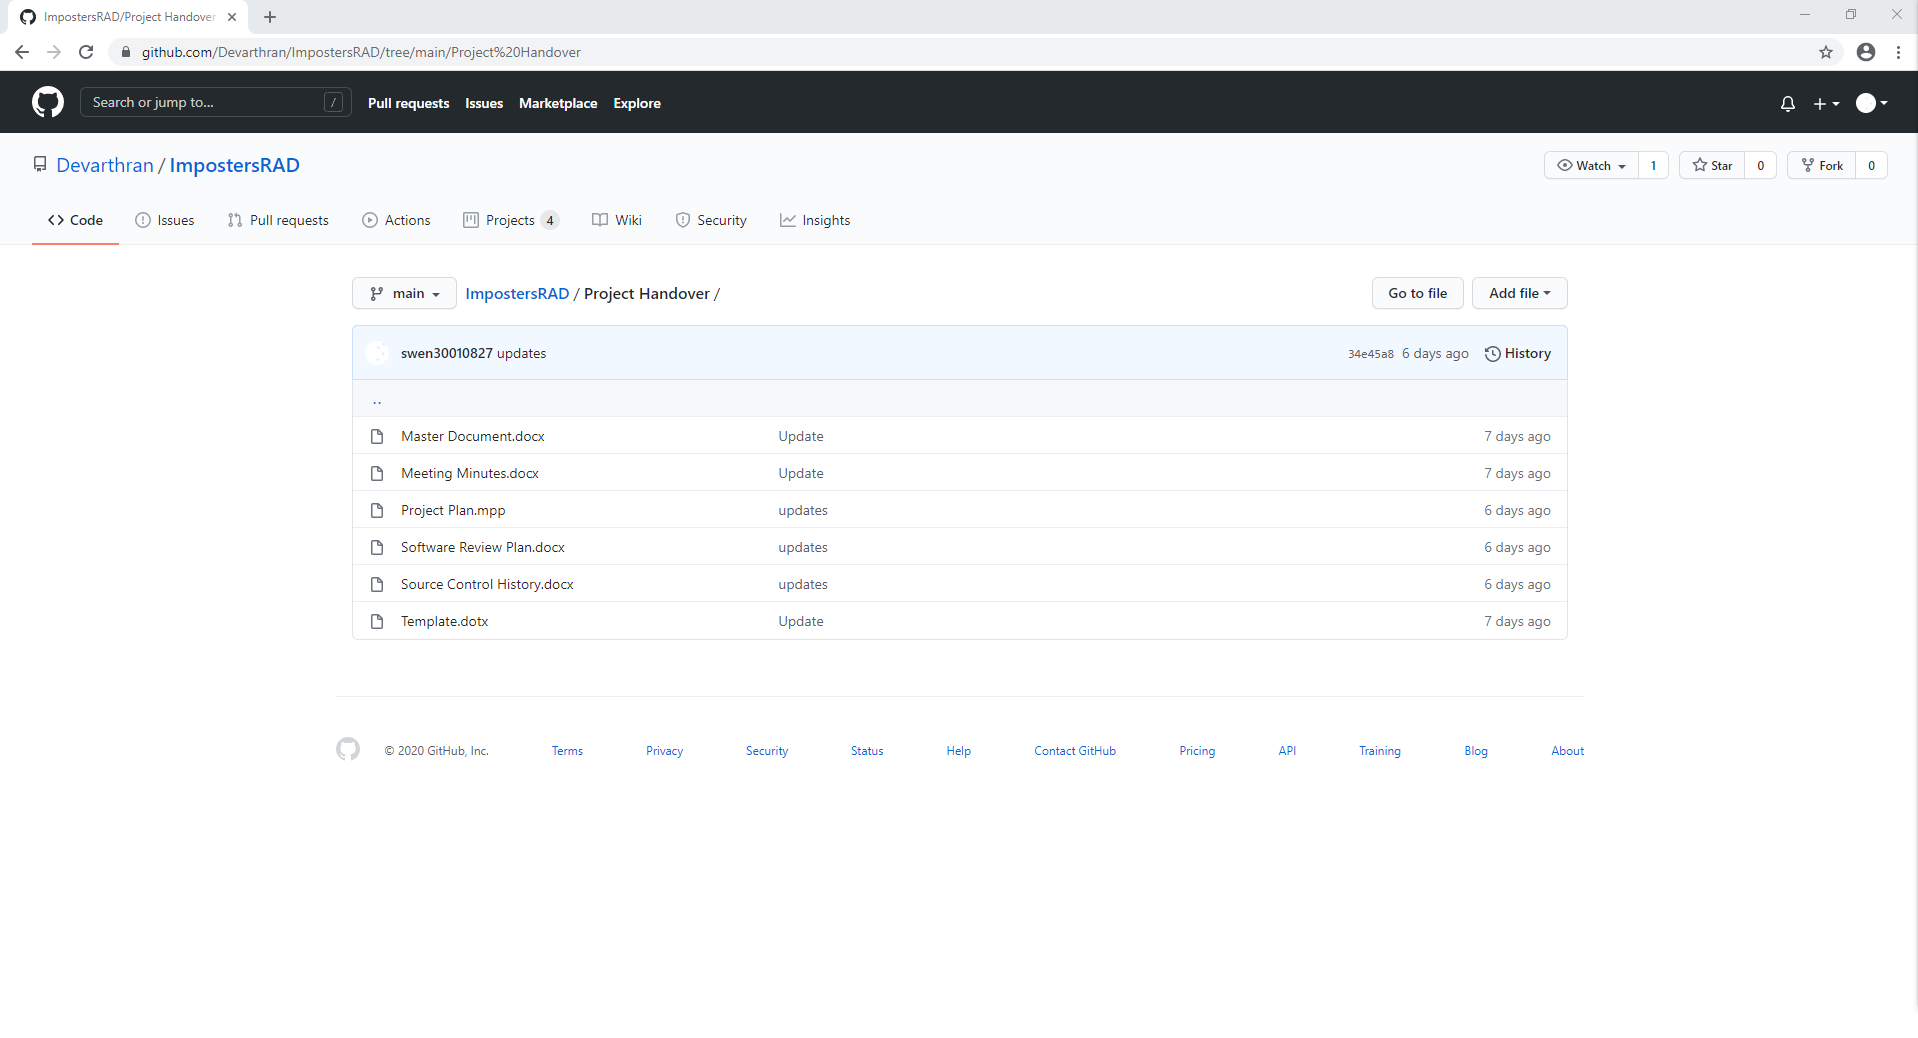 ImpostersRAD/Project Handover
github.com/Devarthran/ImpostersRAD/tree/main/Project%20Handover
Search or jump to... / Pull requests Issues Marketplace Explore
Devarthran / ImpostersRAD Watch 1 Star 0 Fork 0
Code Issues Pull requests Actions Projects 4 Wiki Security Insights
main ImpostersRAD / Project Handover / Go to file Add file
swen30010827 updates 34e45a8 6 days ago History
..
Master Document.docx Update 7 days ago
Meeting Minutes.docx Update 7 days ago
Project Plan.mpp updates 6 days ago
Software Review Plan.docx updates 6 days ago
Source Control History.docx updates 6 days ago
Template.dotx Update 7 days ago
© 2020 GitHub, Inc. Terms Privacy Security Status Help Contact GitHub Pricing API Training Blog About